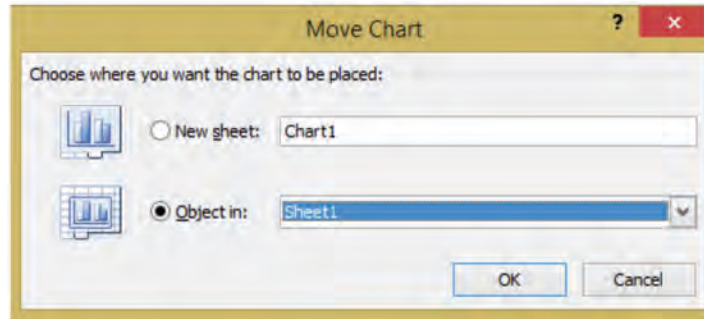 Move Chart
?
×
Choose where you want the chart to be placed:
New sheet: Chart1
Object in: Sheet1
OK Cancel